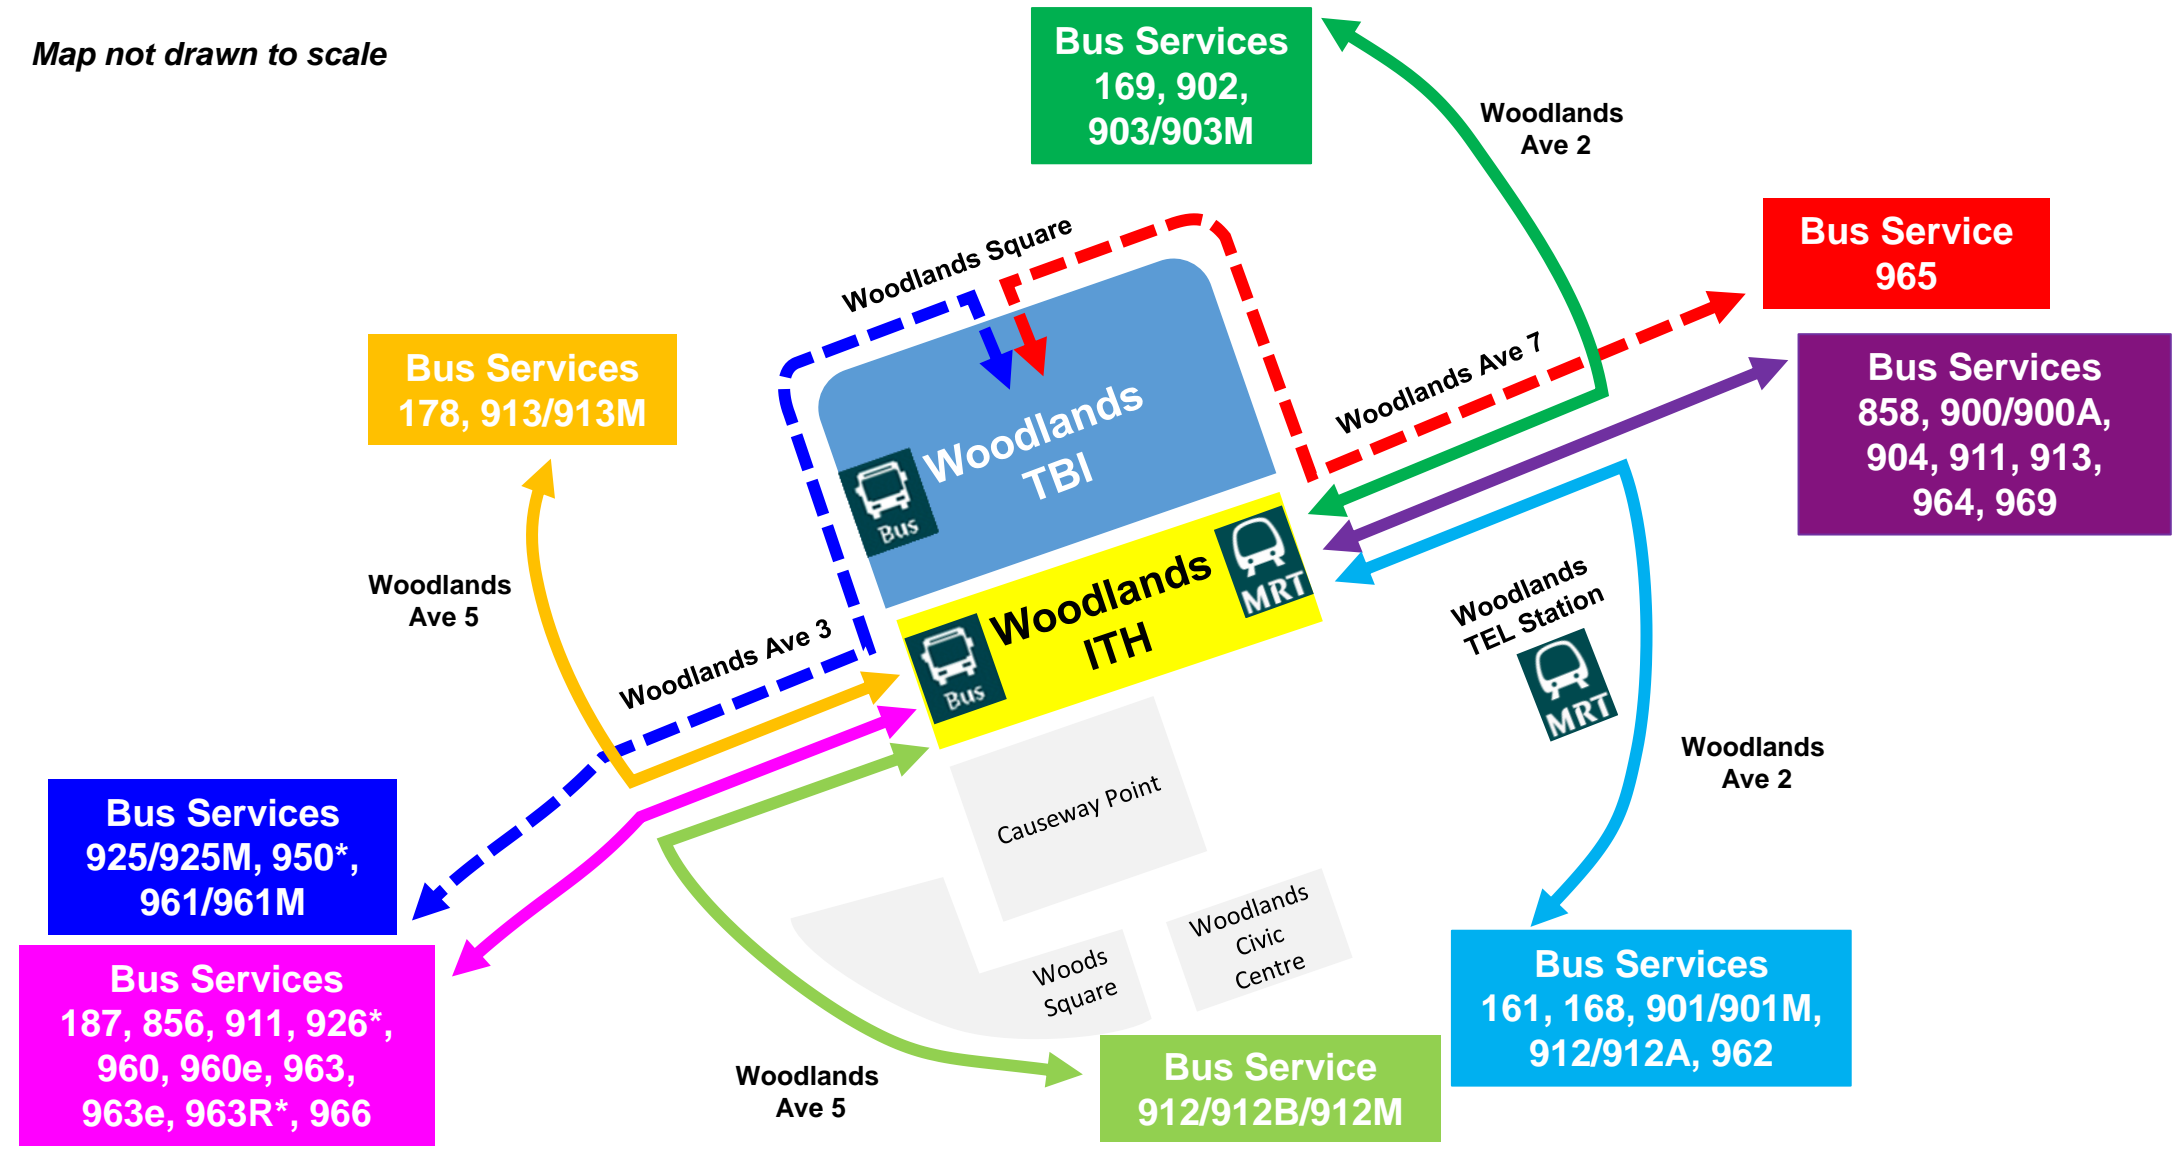 Map not drawn to scale
Bus Services
169, 902,
903/903M
Woodlands
Ave 2
Bus Service
965
Woodlands Square
Bus Services
178, 913/913M
Woodlands Ave 7
Bus Services
858, 900/900A,
904, 911, 913,
964, 969
Woodlands
TBI
Bus
Woodlands
Ave 5
Woodlands
ITH
MRT
Bus
Woodlands
TEL Station
MRT
Woodlands Ave 3
Woodlands
Ave 2
Causeway Point
Bus Services
925/925M, 950*,
961/961M
Bus Services
187, 856, 911, 926*,
960, 960e, 963,
963e, 963R*, 966
Woods
Square
Woodlands
Civic
Centre
Woodlands
Ave 5
Bus Service
912/912B/912M
Bus Services
161, 168, 901/901M,
912/912A, 962